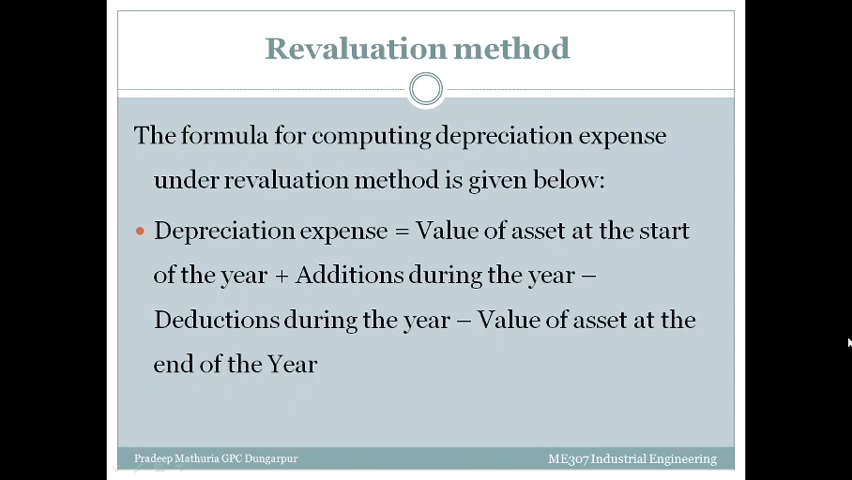 Revaluation method
The formula for computing depreciation expense
under revaluation method is given below:
• Depreciation expense = Value of asset at the start
of the year + Additions during the year –
Deductions during the year – Value of asset at the
end of the Year
Pradeep Mathuria GPC Dungarpur
ME307 Industrial Engineering